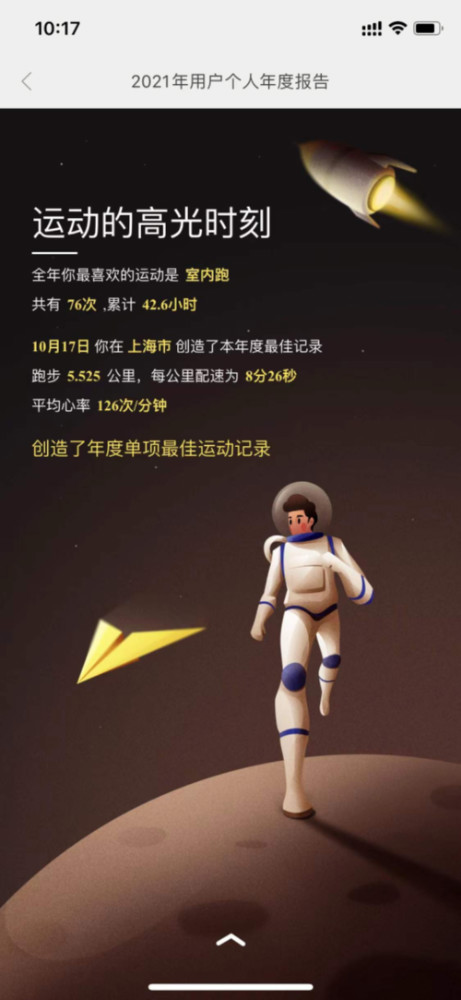 10:17
2021年用户个人年度报告
运动的高光时刻
全年你最喜欢的运动是 室内跑
共有 76次 ,累计 42.6小时
10月17日 你在 上海市 创造了本年度最佳记录
跑步 5.525 公里，每公里配速为 8分26秒
平均心率 126次/分钟
创造了年度单项最佳运动记录